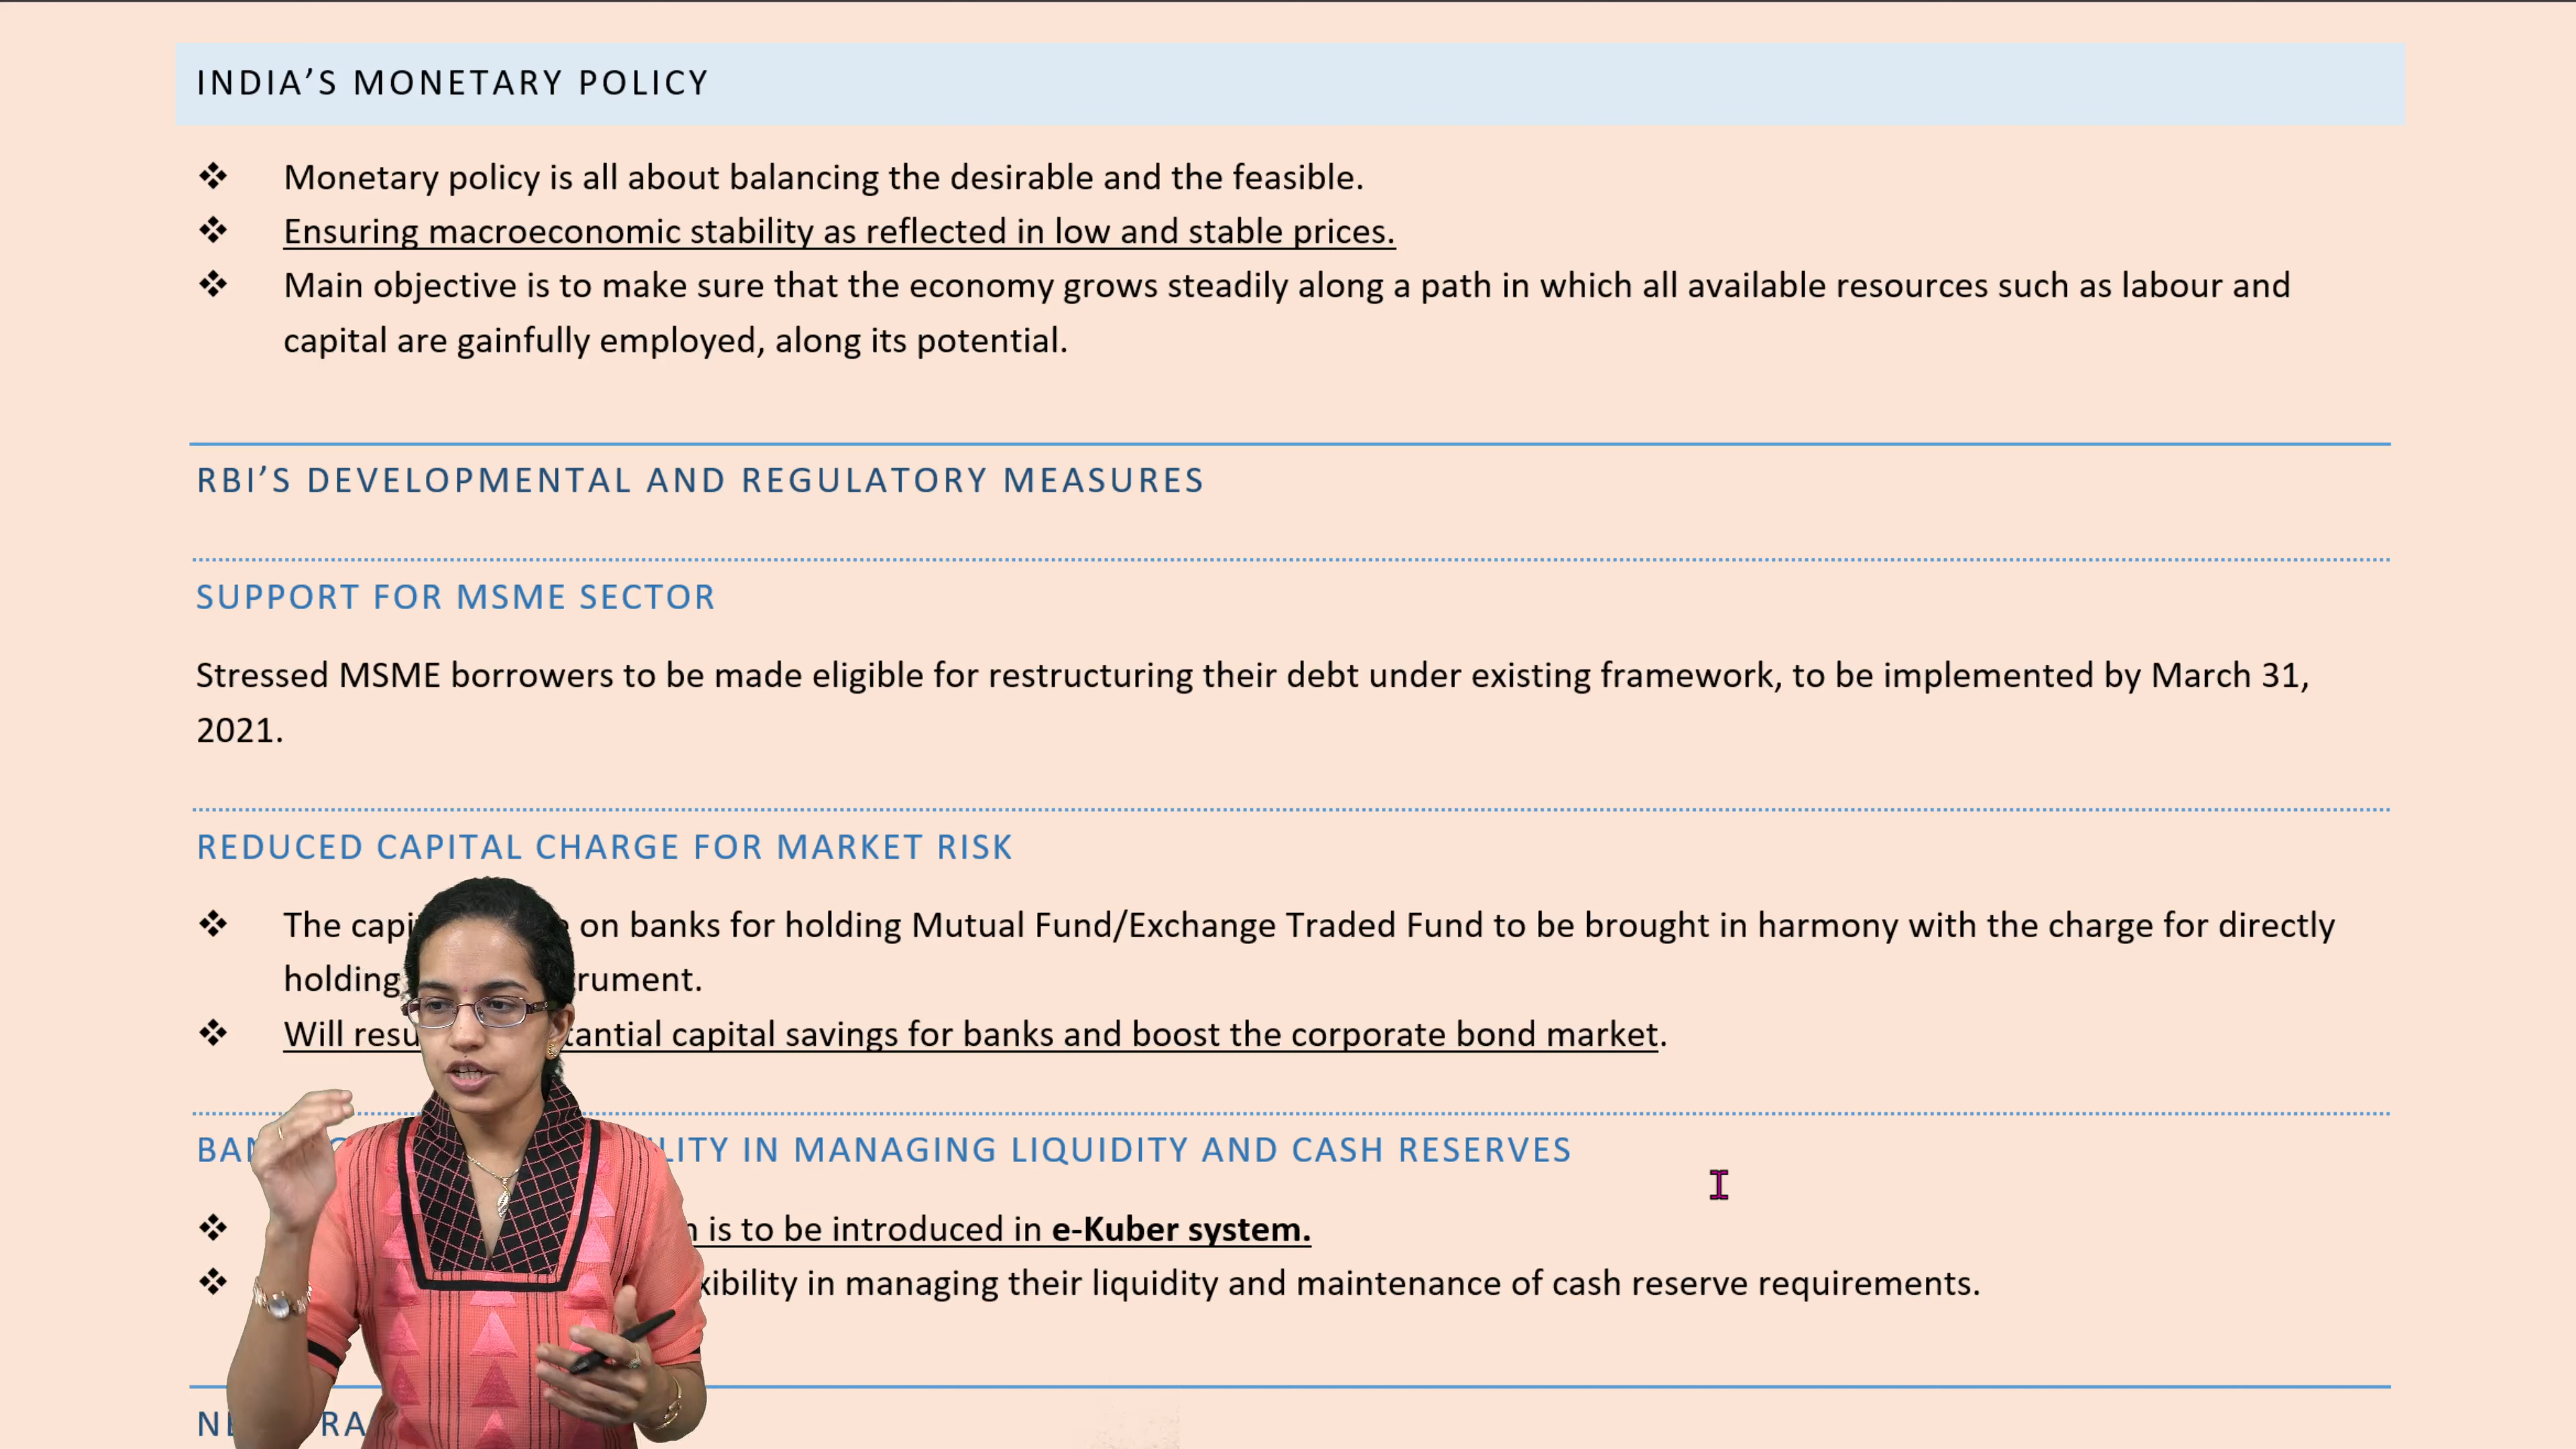 INDIA’S MONETARY POLICY
❖ Monetary policy is all about balancing the desirable and the feasible.
❖ Ensuring macroeconomic stability as reflected in low and stable prices.
❖ Main objective is to make sure that the economy grows steadily along a path in which all available resources such as labour and
capital are gainfully employed, along its potential.
RBI’S DEVELOPMENTAL AND REGULATORY MEASURES
SUPPORT FOR MSME SECTOR
Stressed MSME borrowers to be made eligible for restructuring their debt under existing framework, to be implemented by March 31,
2021.
REDUCED CAPITAL CHARGE FOR MARKET RISK
❖ The on banks for holding Mutual Fund/Exchange Traded Fund to be brought in harmony with the charge for directly
holding
❖ Will capital savings for banks and boost the corporate bond market.
IN MANAGING LIQUIDITY AND CASH RESERVES
❖ is to be introduced in e-Kuber system.
❖ in managing their liquidity and maintenance of cash reserve requirements.